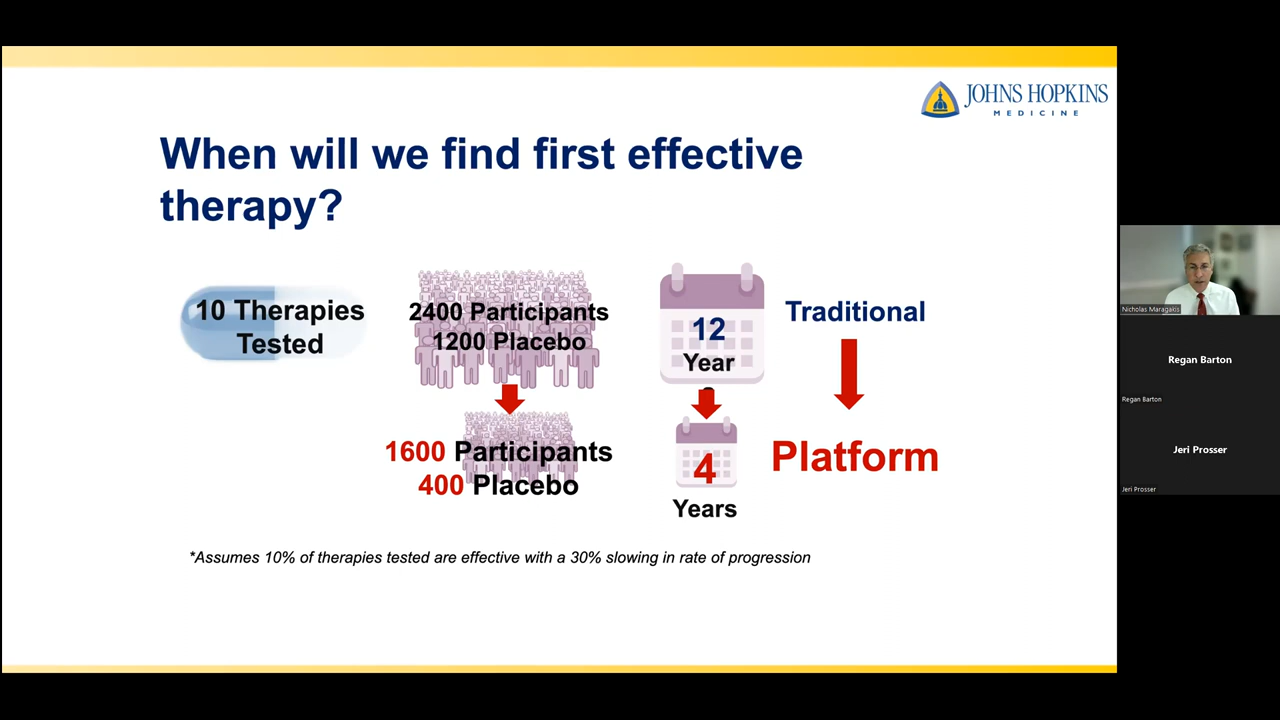 JOHNS HOPKINS
MEDICINE
When will we find first effective
therapy?
10 Therapies
Tested
2400 Participants
1200 Placebo
12
Year
Traditional
1600 Participants
400 Placebo
4
Years
Platform
*Assumes 10% of therapies tested are effective with a 30% slowing in rate of progression
Nicholas Maragakis
Regan Barton
Regan Barton
Jeri Prosser
Jeri Prosser